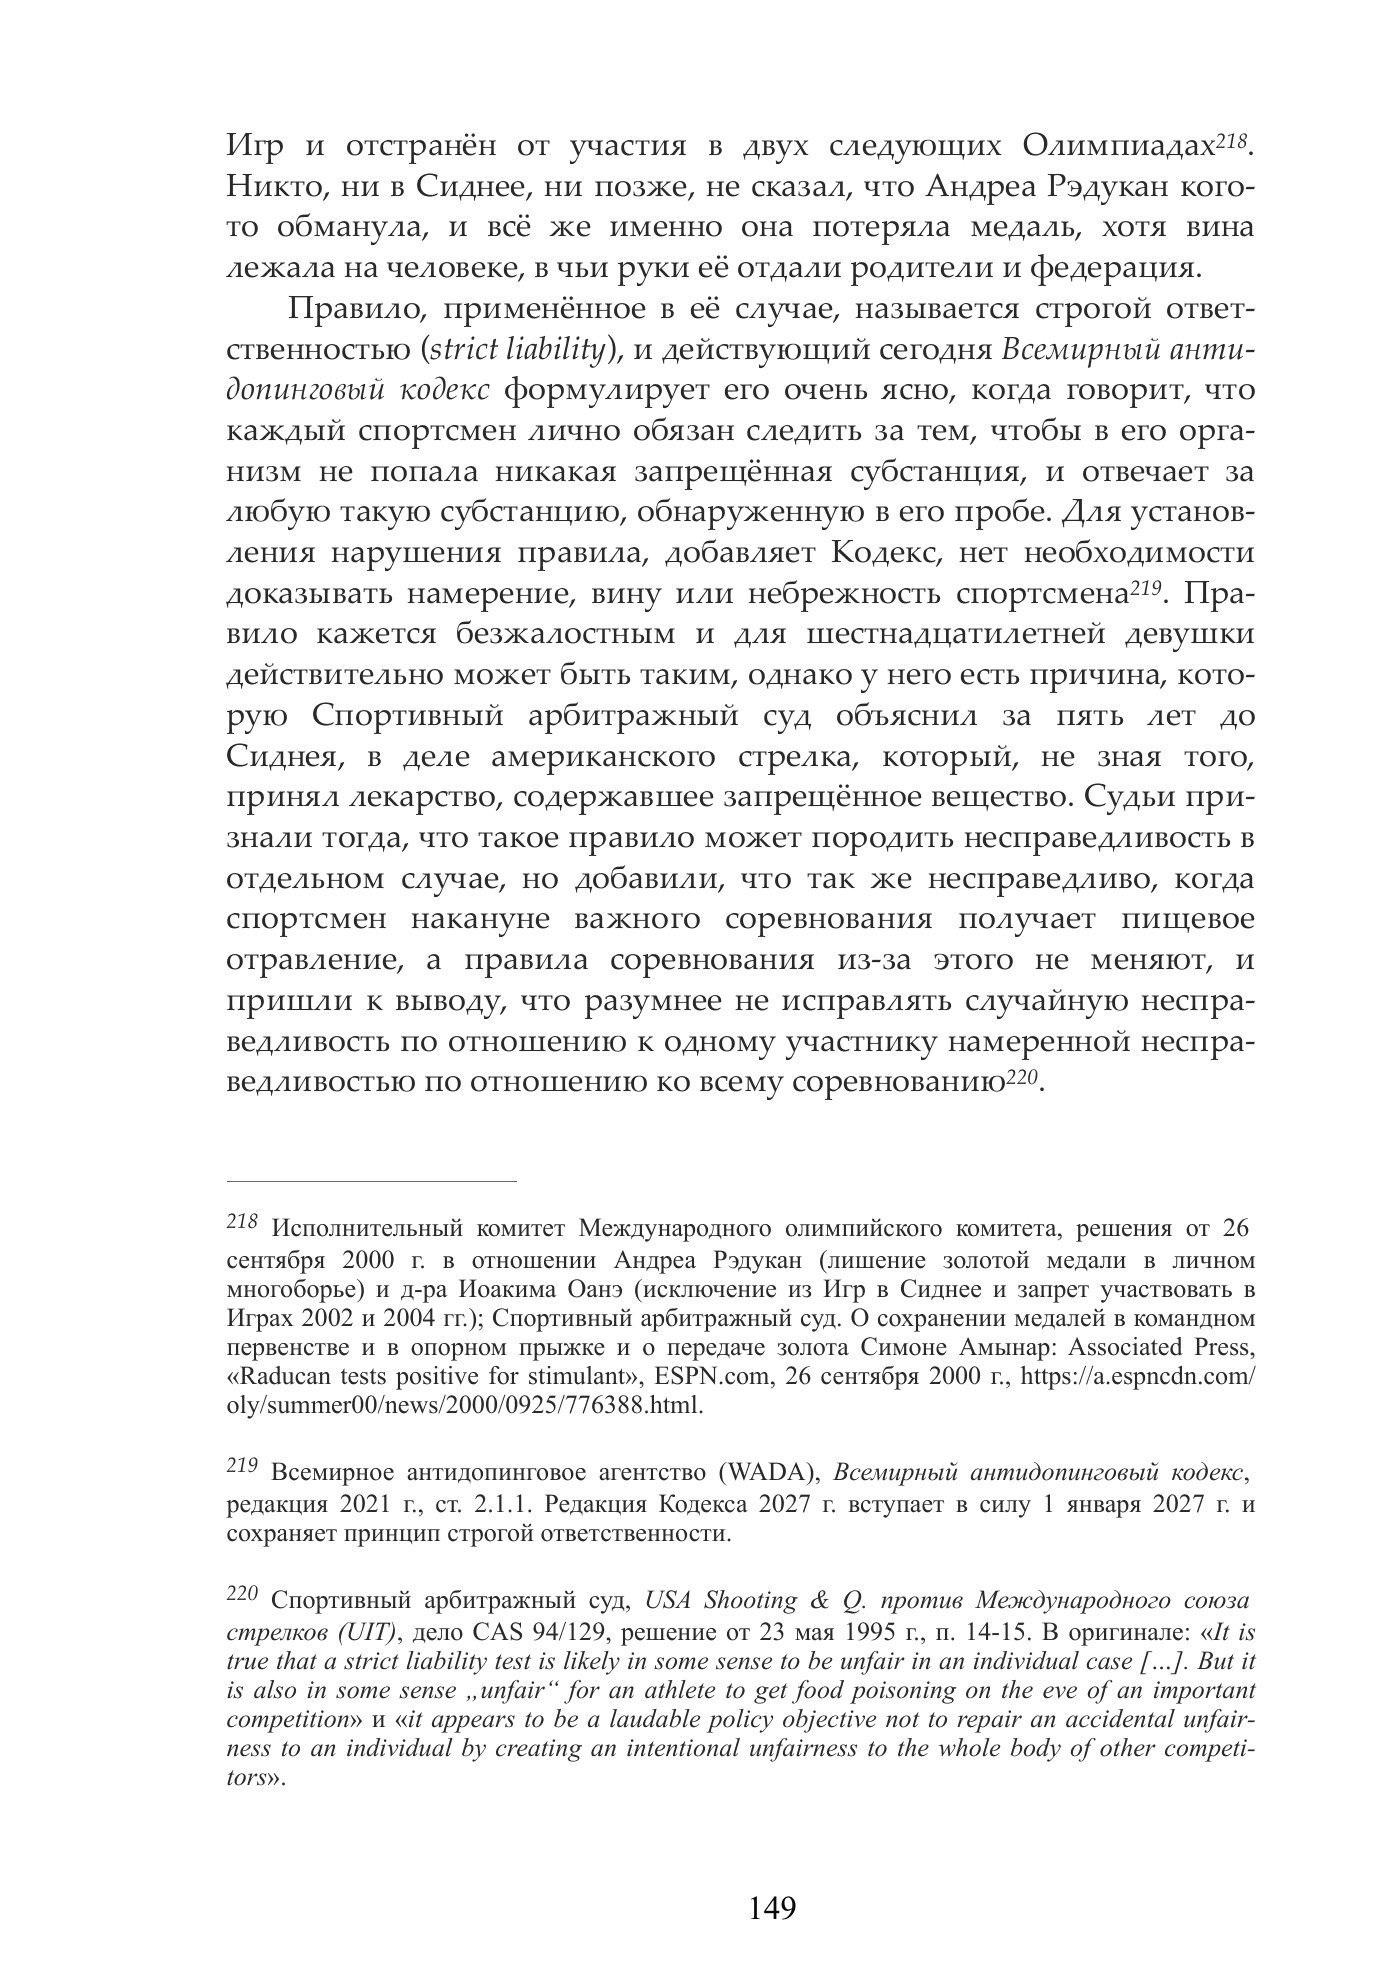 Игр и отстранён от участия в двух следующих Олимпиадах218.
Никто, ни в Сиднее, ни позже, не сказал, что Андреа Рэдукан кого-
то обманула, и всё же именно она потеряла медаль, хотя вина
лежала на человеке, в чьи руки её отдали родители и федерация.
Правило, применённое в её случае, называется строгой ответ-
ственностью (strict liability), и действующий сегодня Всемирный анти-
допинговый кодекс формулирует его очень ясно, когда говорит, что
каждый спортсмен лично обязан следить за тем, чтобы в его орга-
низм не попала никакая запрещённая субстанция, и отвечает за
любую такую субстанцию, обнаруженную в его пробе. Для установ-
ления нарушения правила, добавляет Кодекс, нет необходимости
доказывать намерение, вину или небрежность спортсмена219. Пра-
вило кажется безжалостным и для шестнадцатилетней девушки
действительно может быть таким, однако у него есть причина, кото-
рую Спортивный арбитражный суд объяснил за пять лет до
Сиднея, в деле американского стрелка, который, не зная того,
принял лекарство, содержавшее запрещённое вещество. Судьи при-
знали тогда, что такое правило может породить несправедливость в
отдельном случае, но добавили, что так же несправедливо, когда
спортсмен накануне важного соревнования получает пищевое
отравление, а правила соревнования из-за этого не меняют, и
пришли к выводу, что разумнее не исправлять случайную неспра-
ведливость по отношению к одному участнику намеренной неспра-
ведливостью по отношению ко всему соревнованию220.
218 Исполнительный комитет Международного олимпийского комитета, решения от 26
сентября 2000 г. в отношении Андреа Рэдукан (лишение золотой медали в личном
многоборье) и д-ра Иоакима Оанэ (исключение из Игр в Сиднее и запрет участвовать в
Играх 2002 и 2004 гг.); Спортивный арбитражный суд. О сохранении медалей в командном
первенстве и в опорном прыжке и о передаче золота Симоне Амынар: Associated Press,
«Raducan tests positive for stimulant», ESPN.com, 26 сентября 2000 г., https://a.espncdn.com/
oly/summer00/news/2000/0925/776388.html.
219 Всемирное антидопинговое агентство (WADA), Всемирный антидопинговый кодекс,
редакция 2021 г., ст. 2.1.1. Редакция Кодекса 2027 г. вступает в силу 1 января 2027 г. и
сохраняет принцип строгой ответственности.
220 Спортивный арбитражный суд, USA Shooting & Q. против Международного союза
стрелков (UIT), дело CAS 94/129, решение от 23 мая 1995 г., п. 14-15. В оригинале: «It is
true that a strict liability test is likely in some sense to be unfair in an individual case [...]. But it
is also in some sense „unfair“ for an athlete to get food poisoning on the eve of an important
competition» и «it appears to be a laudable policy objective not to repair an accidental unfair-
ness to an individual by creating an intentional unfairness to the whole body of other competi-
tors».
149